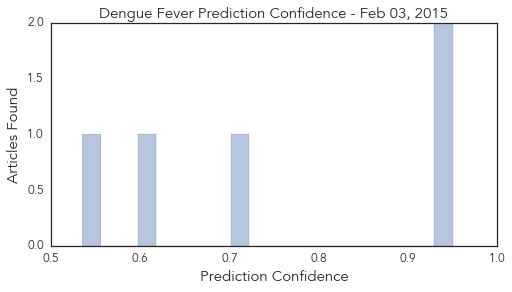 Dengue Fever Prediction Confidence - Feb 03, 2015
2.0
1.5
1.0
0.5
0.0
Articles Found
0.5 0.6 0.7 0.8 0.9 1.0
Prediction Confidence